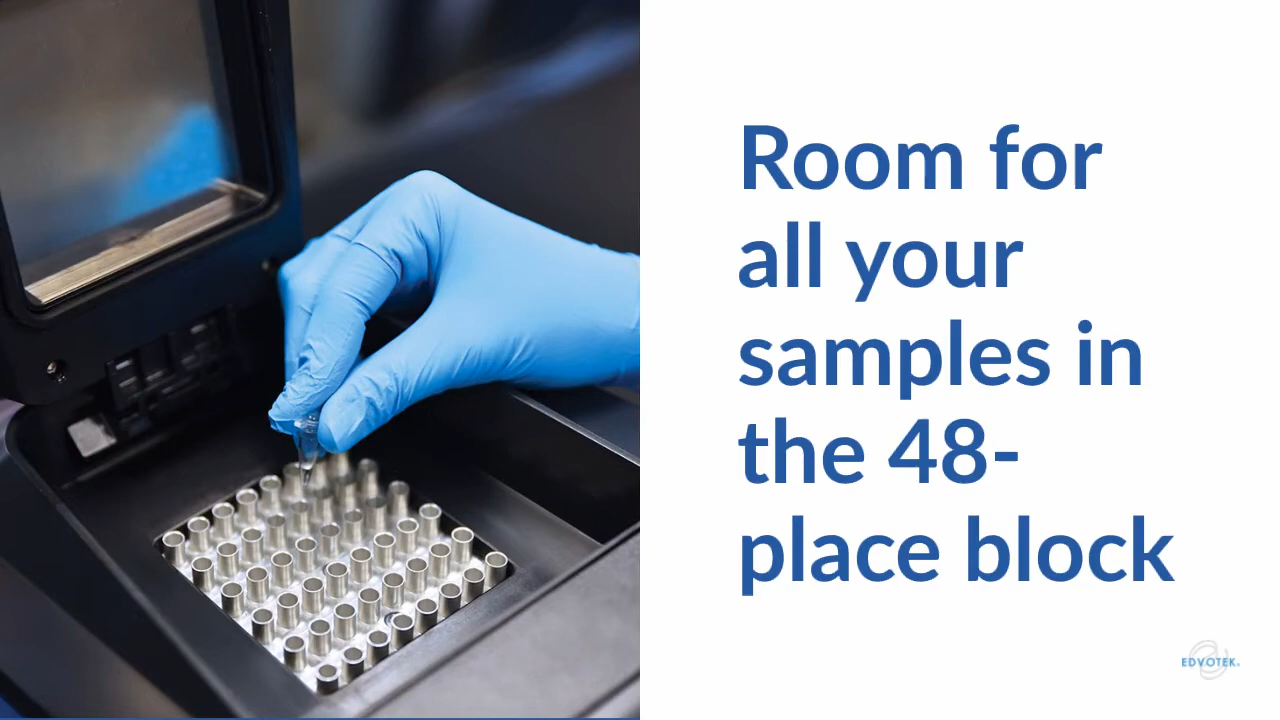 Room for
all your
samples in
the 48-
place block
EDVOTEK®